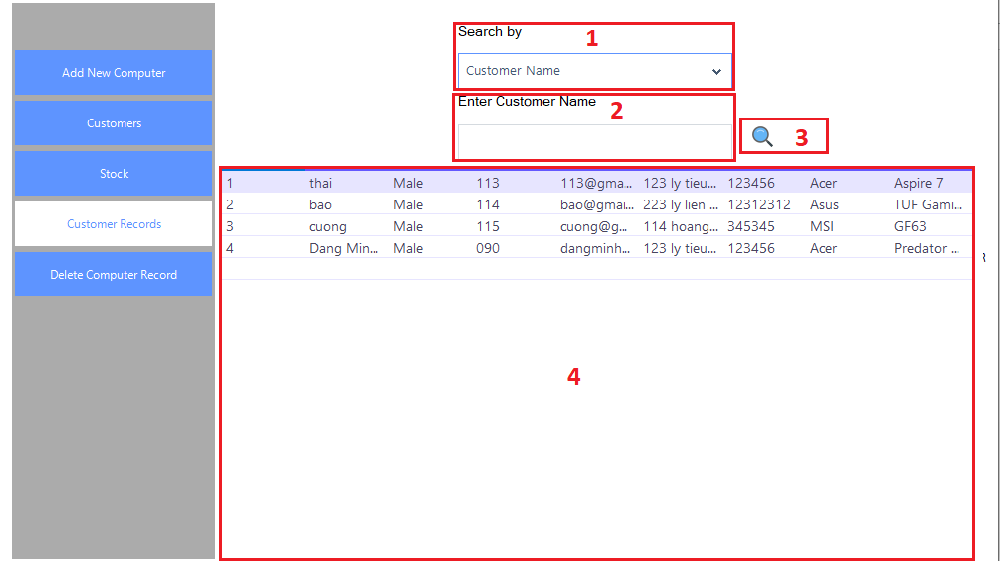 Add New Computer
Customers
Stock
Customer Records
Delete Computer Record
Search by 1
Customer Name
Enter Customer Name 2
3
1 thai Male 113 113@gma... 123 ly tieu... 123456 Acer Aspire 7
2 bao Male 114 bao@gmai... 223 ly lien ... 12312312 Asus TUF Gami...
3 cuong Male 115 cuong@g... 114 hoang... 345345 MSI GF63
4 Dang Min... Male 090 dangminh... 123 ly tieu... 123456 Acer Predator ...
4